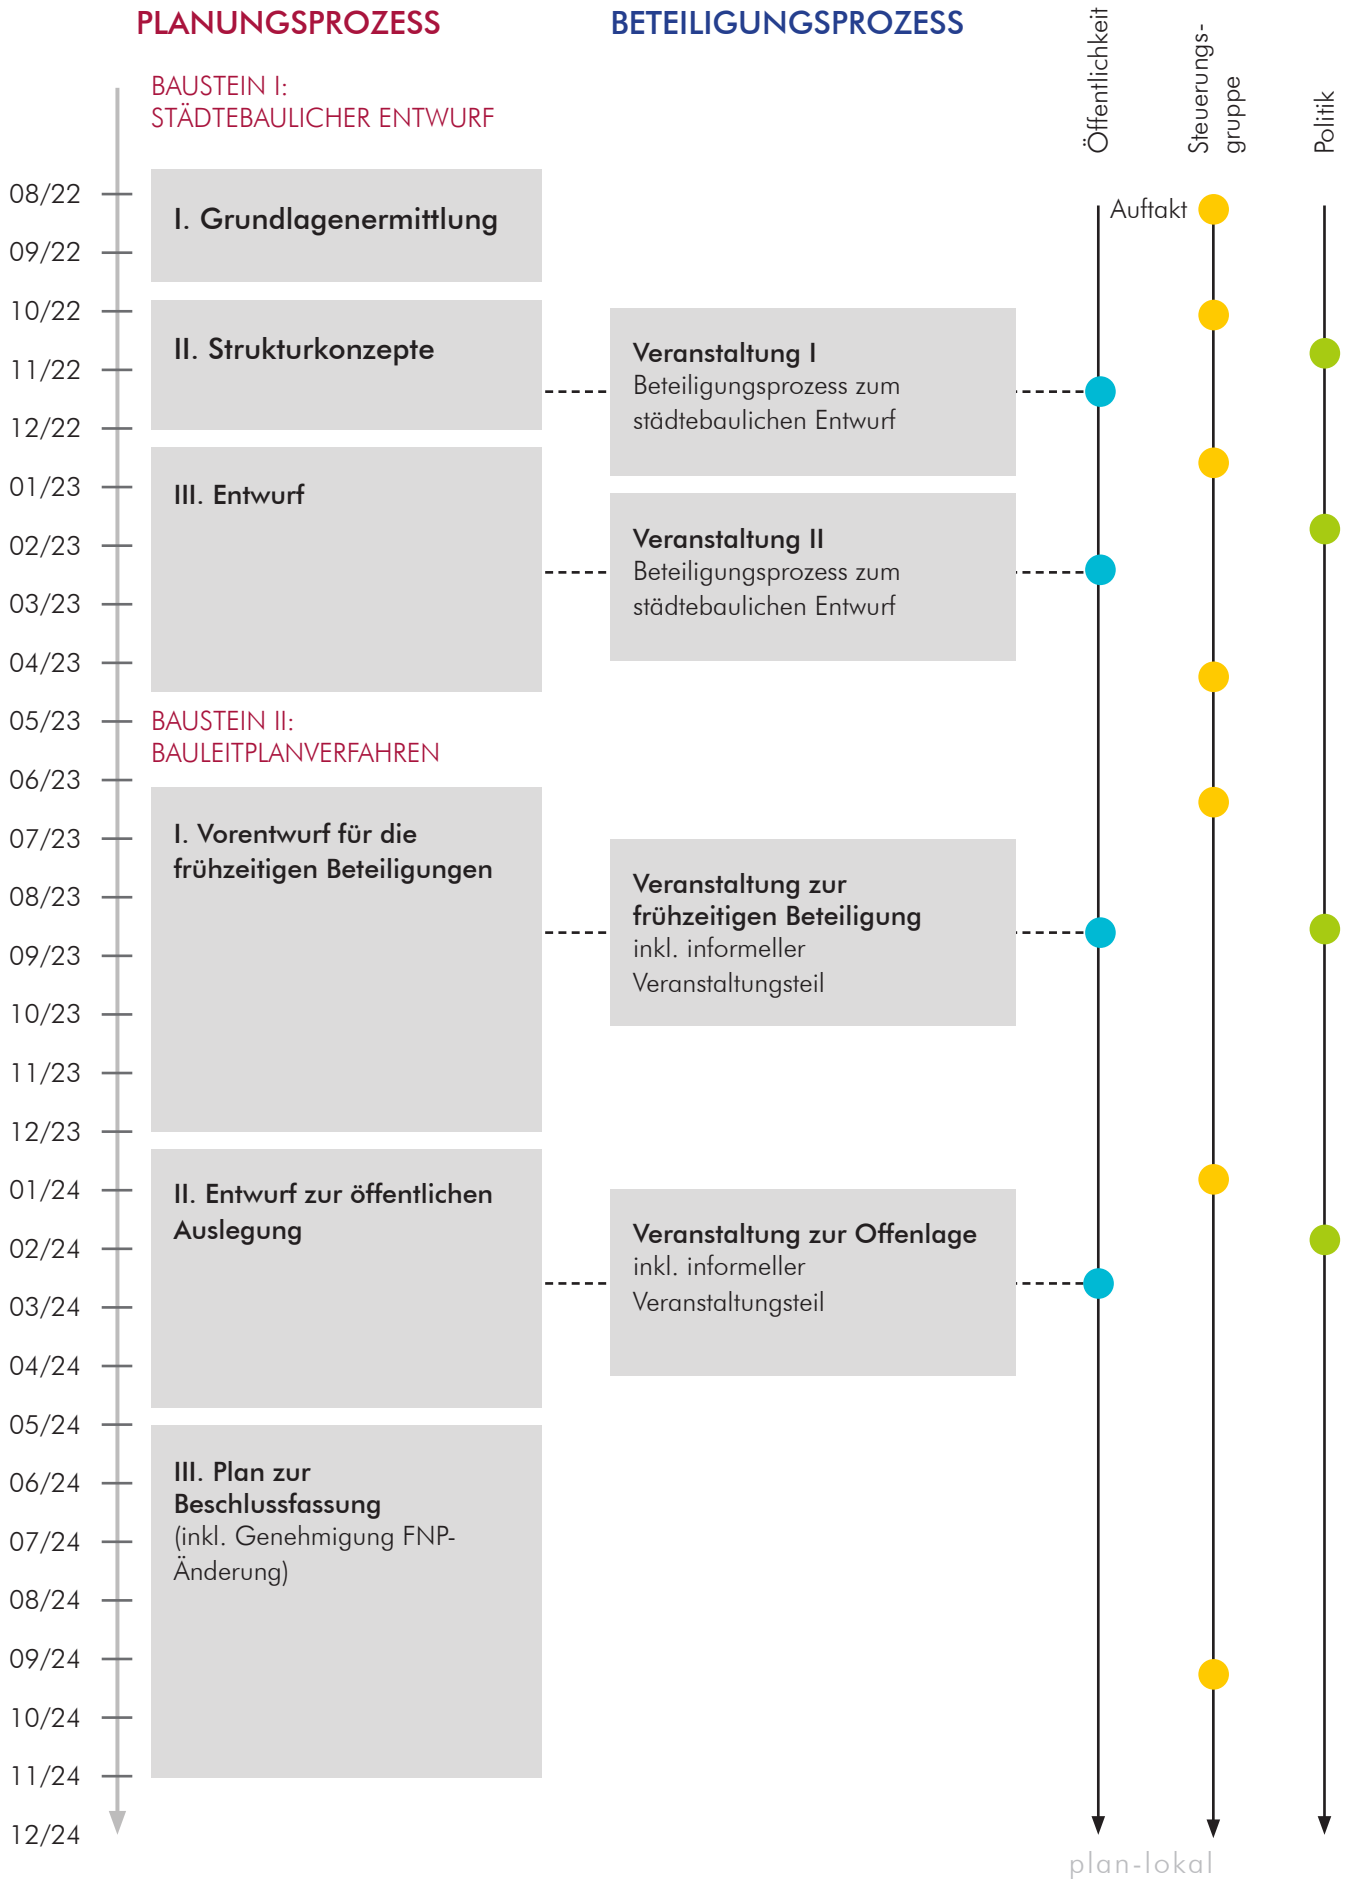 PLANUNGSPROZESS
BETEILIGUNGSPROZESS
Öffentlichkeit
Steuerungs-
gruppe
Politik
BAUSTEIN I:
STÄDTEBAULICHER ENTWURF
08/22
09/22
10/22
11/22
12/22
01/23
02/23
03/23
04/23
05/23
06/23
07/23
08/23
09/23
10/23
11/23
12/23
01/24
02/24
03/24
04/24
05/24
06/24
07/24
08/24
09/24
10/24
11/24
12/24
I. Grundlagenermittlung
Auftakt
II. Strukturkonzepte
Veranstaltung I
Beteiligungsprozess zum
städtebaulichen Entwurf
III. Entwurf
Veranstaltung II
Beteiligungsprozess zum
städtebaulichen Entwurf
BAUSTEIN II:
BAULEITPLANVERFAHREN
I. Vorentwurf für die
frühzeitigen Beteiligungen
Veranstaltung zur
frühzeitigen Beteiligung
inkl. informeller
Veranstaltungsteil
II. Entwurf zur öffentlichen
Auslegung
Veranstaltung zur Offenlage
inkl. informeller
Veranstaltungsteil
III. Plan zur
Beschlussfassung
(inkl. Genehmigung FNP-
Änderung)
plan-lokal